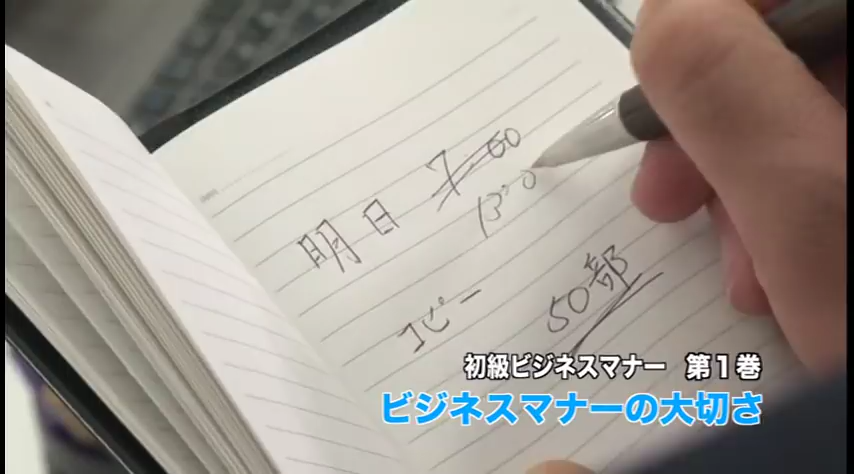 明日 7:00
13:00
コピー 50部
初級ビジネスマナー 第1巻
ビジネスマナーの大切さ